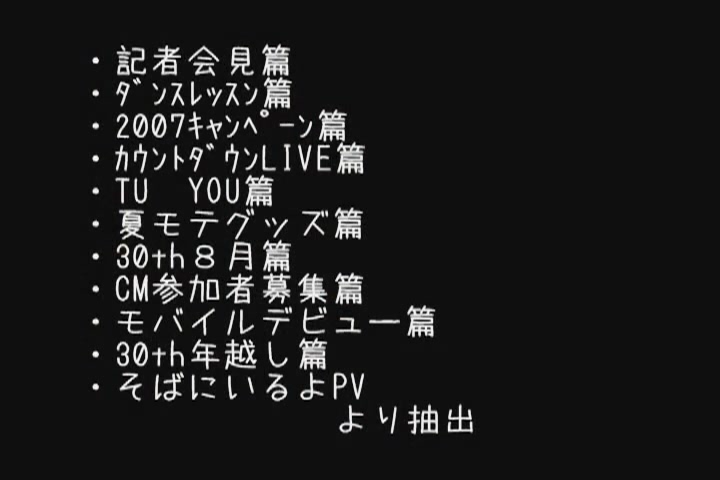 ・記者会見篇
・ﾀﾞﾝｽﾚｯｽﾝ篇
・2007ｷｬﾝﾍﾟｰﾝ篇
・ｶｳﾝﾄﾀﾞｳﾝLIVE篇
・TU　YOU篇
・夏モテグッズ篇
・30th８月篇
・CM参加者募集篇
・モバイルデビュー篇
・30th年越し篇
・そばにいるよPV
より抽出